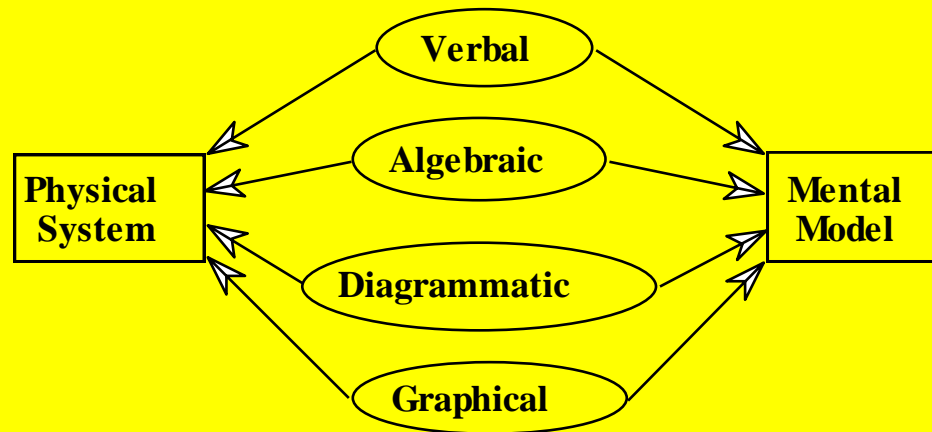 Verbal
Algebraic
Physical
System
Mental
Model
Diagrammatic
Graphical